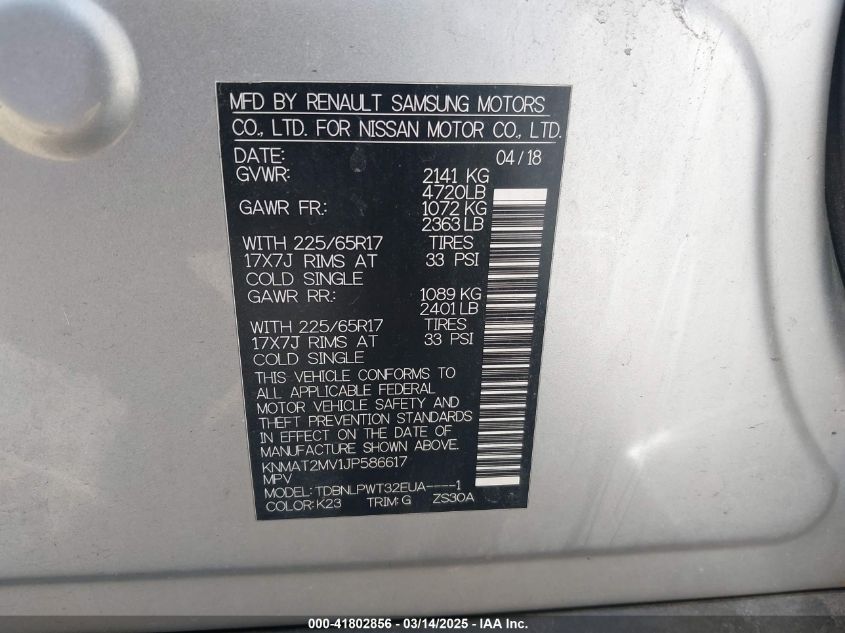 MFD BY RENAULT SAMSUNG MOTORS
CO., LTD. FOR NISSAN MOTOR CO., LTD.
DATE: 04/18
GVWR: 2141 KG
4720LB
GAWR FR: 1072 KG
2363 LB
WITH 225/65R17 TIRES
17X7J RIMS AT 33 PSI
COLD SINGLE
GAWR RR: 1089 KG
2401 LB
WITH 225/65R17 TIRES
17X7J RIMS AT 33 PSI
COLD SINGLE
THIS VEHICLE CONFORMS TO
ALL APPLICABLE FEDERAL
MOTOR VEHICLE SAFETY AND
THEFT PREVENTION STANDARDS
IN EFFECT ON THE DATE OF
MANUFACTURE SHOWN ABOVE.
KNMAT2MV1JP586617
MPV
MODEL: TDBNLPWT32EUA----1
COLOR: K23 TRIM: G ZS30A
000-41802856 - 03/14/2025 - IAA Inc.